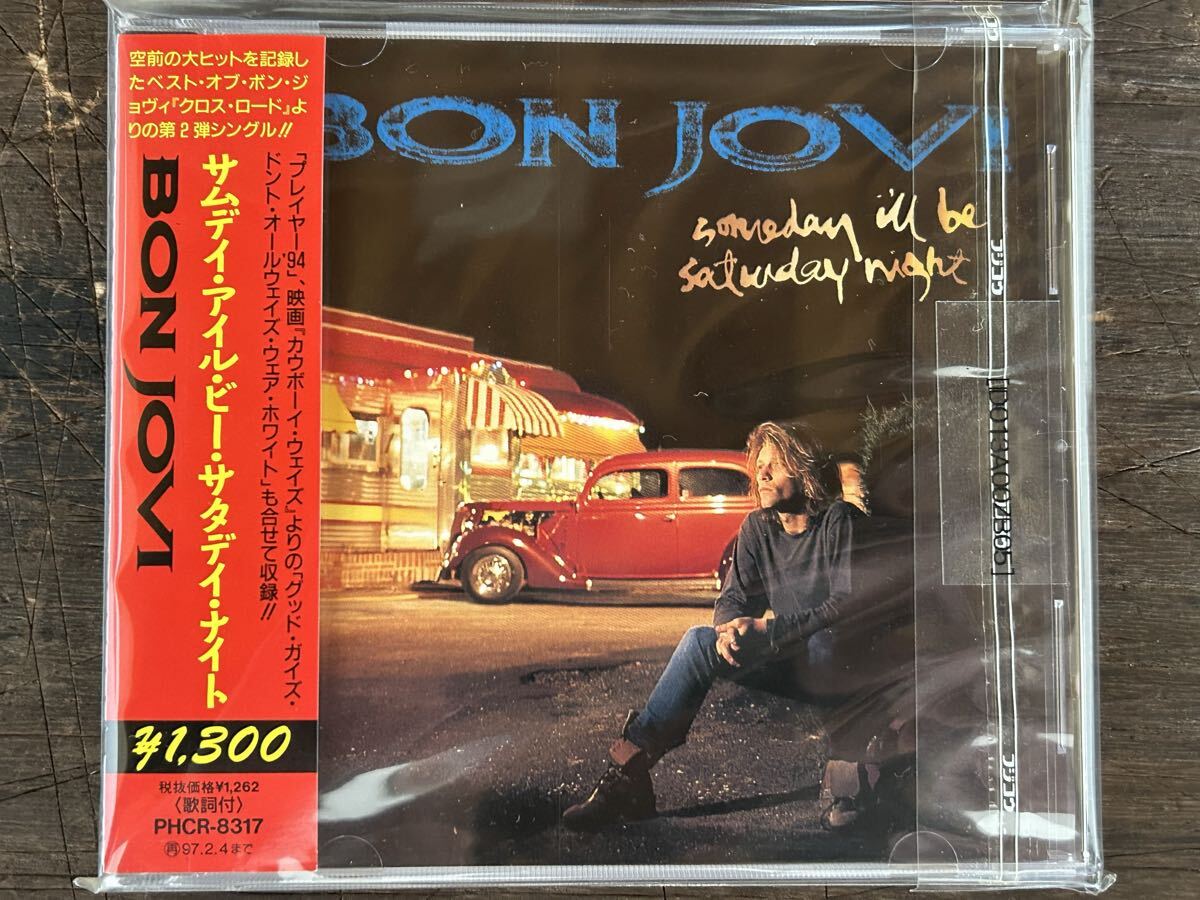 空前の大ヒットを記録し
たベスト・オブ・ボン・ジ
ョヴィ『クロス・ロード』よ
りの第2弾シングル!!
「プレイヤー'94」、映画『カウボーイ・ウェイズ』よりの「グッド・ガイズ・
ドント・オールウェイズ・ウェア・ホワイト」も合せて収録!!
サムデイ・アイル・ビー・サタデイ・ナイト
BON JOVI
¥1,300
税抜価格¥1,262
〈歌詞付〉
PHCR-8317
再97.2.4まで
BON JOVI
someday i'll be
saturday night